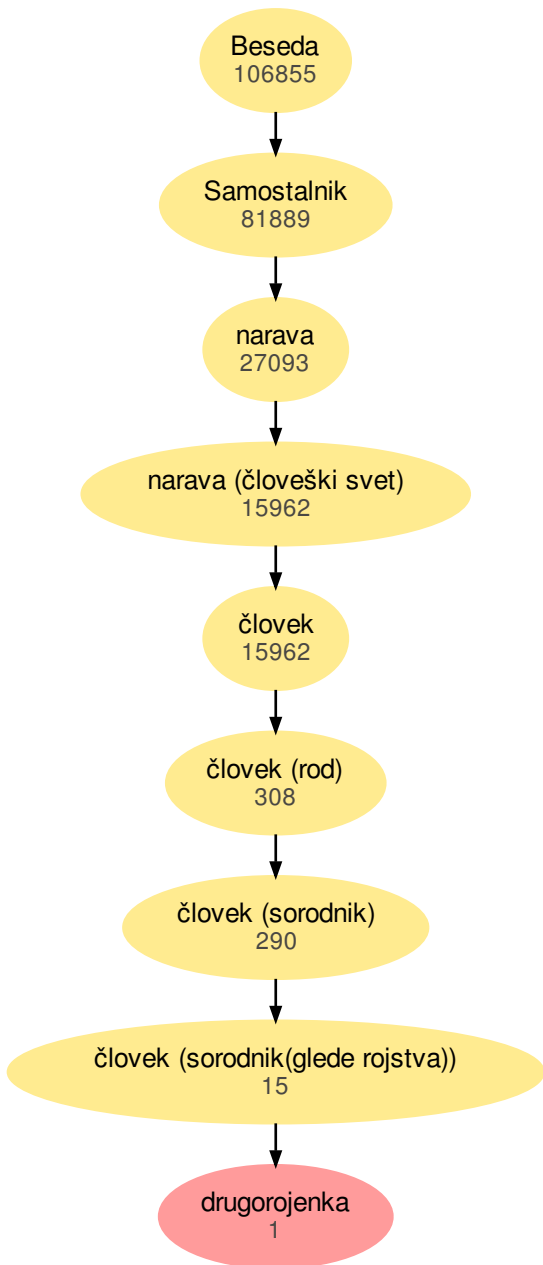 Beseda
106855
Samostalnik
81889
narava
27093
narava (človeški svet)
15962
človek
15962
človek (rod)
308
človek (sorodnik)
290
človek (sorodnik(glede rojstva))
15
drugorojenka
1